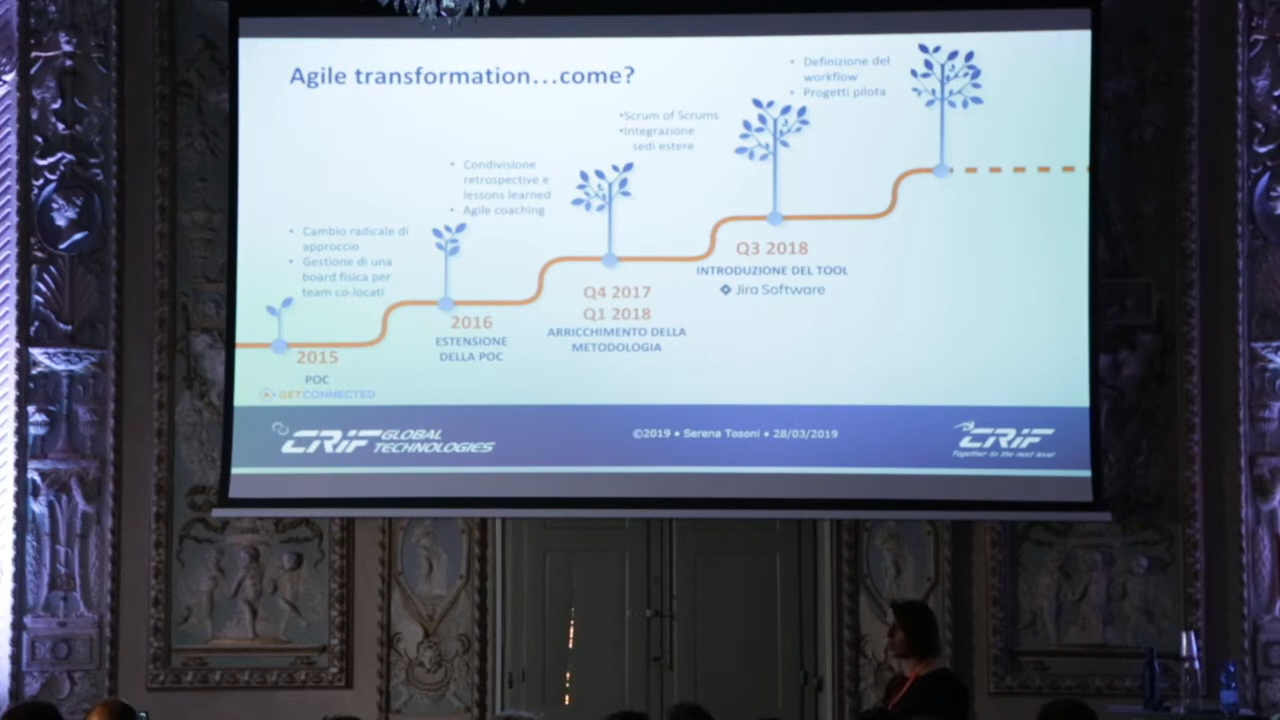 Agile transformation...come?
• Cambio radicale di
approccio
• Gestione di una
board fisica per
team co-locati
2015
POC
GETCONNECTED
• Condivisione
retrospective e
lessons learned
• Agile coaching
2016
ESTENSIONE
DELLA POC
•Scrum of Scrums
•Integrazione
sedi estere
Q4 2017
Q1 2018
ARRICCHIMENTO DELLA
METODOLOGIA
• Definizione del
workflow
• Progetti pilota
Q3 2018
INTRODUZIONE DEL TOOL
Jira Software
CRIF GLOBAL
TECHNOLOGIES
©2019 • Serena Tosoni • 28/03/2019
CRIF
Together to the next level